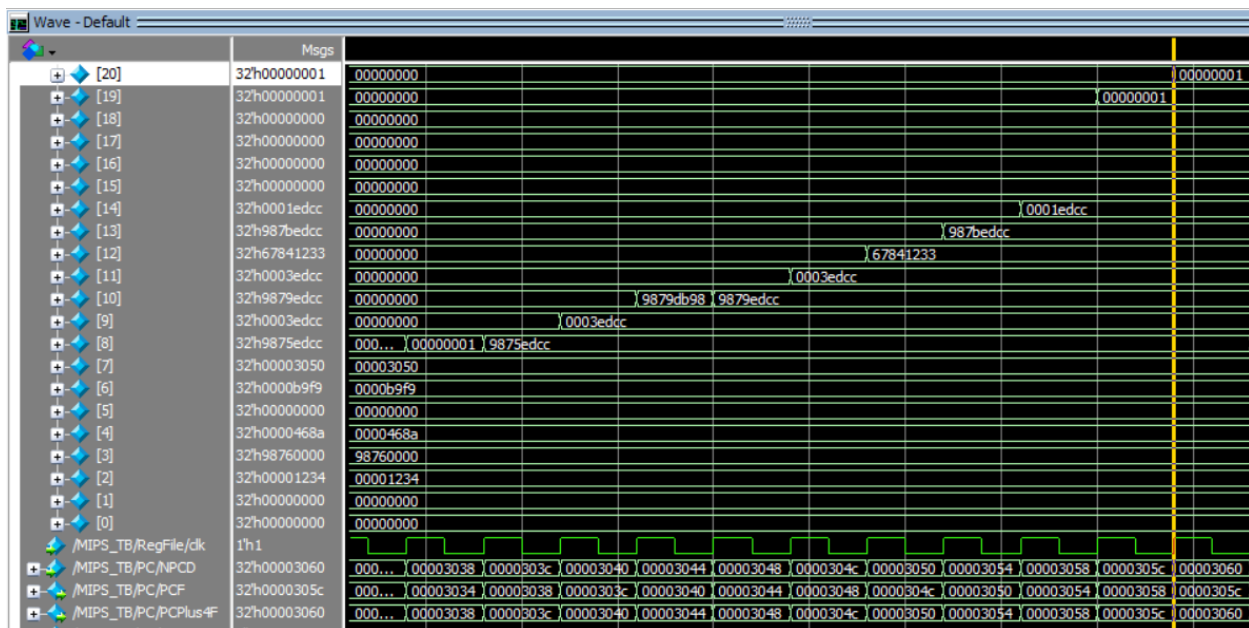 Wave - Default
Msgs
[20] 32'h00000001 00000000 00000001
[19] 32'h00000001 00000000 00000001
[18] 32'h00000000 00000000
[17] 32'h00000000 00000000
[16] 32'h00000000 00000000
[15] 32'h00000000 00000000
[14] 32'h0001edcc 00000000 0001edcc
[13] 32'h987bedcc 00000000 987bedcc
[12] 32'h67841233 00000000 67841233
[11] 32'h0003edcc 00000000 0003edcc
[10] 32'h9879edcc 00000000 9879db98 9879edcc
[9] 32'h0003edcc 00000000 0003edcc
[8] 32'h9875edcc 000... 00000001 9875edcc
[7] 32'h00003050 00003050
[6] 32'h0000b9f9 0000b9f9
[5] 32'h00000000 00000000
[4] 32'h0000468a 0000468a
[3] 32'h98760000 98760000
[2] 32'h00001234 00001234
[1] 32'h00000000 00000000
[0] 32'h00000000 00000000
/MIPS_TB/RegFile/clk 1'h1
/MIPS_TB/PC/NPCD 32'h00003060 000... 00003038 0000303c 00003040 00003044 00003048 0000304c 00003050 00003054 00003058 0000305c 00003060
/MIPS_TB/PC/PCF 32'h0000305c 000... 00003034 00003038 0000303c 00003040 00003044 00003048 0000304c 00003050 00003054 00003058 0000305c
/MIPS_TB/PC/PCPlus4F 32'h00003060 000... 00003038 0000303c 00003040 00003044 00003048 0000304c 00003050 00003054 00003058 0000305c 00003060